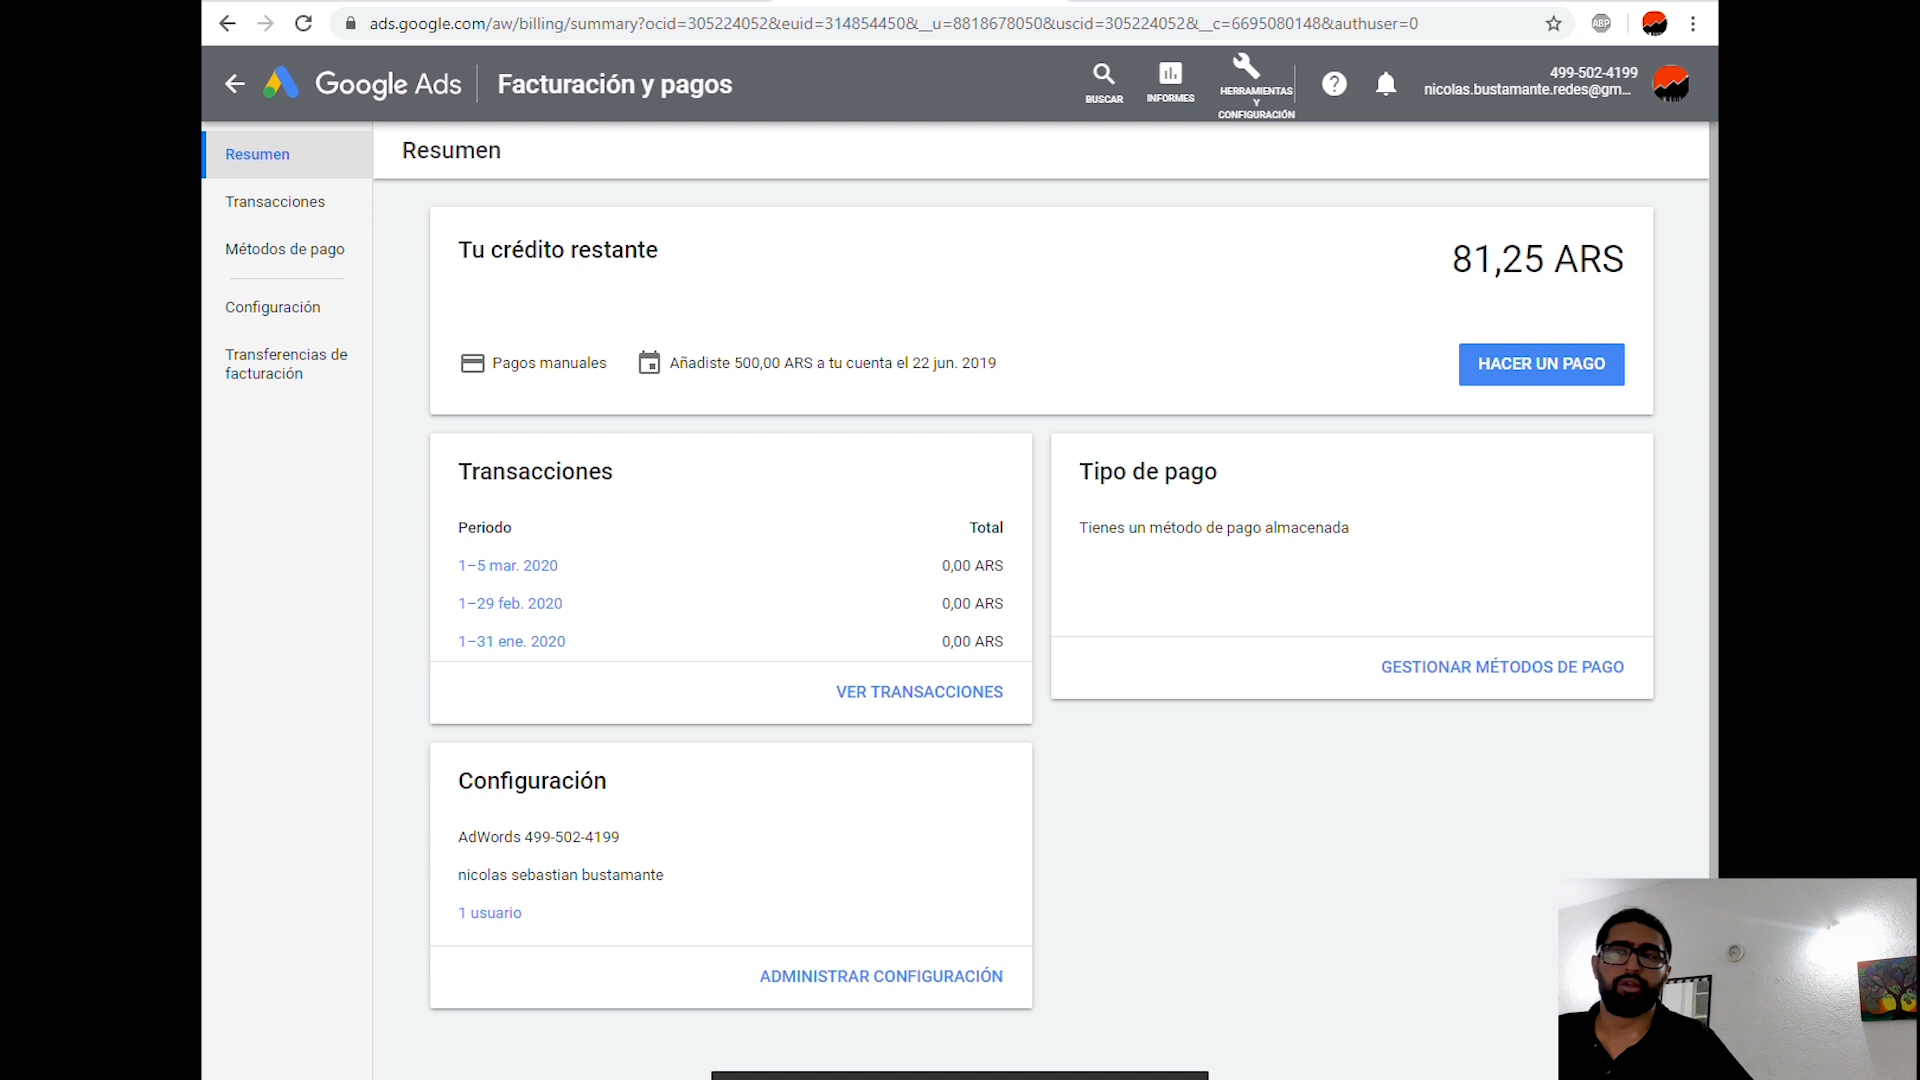 ads.google.com/aw/billing/summary?ocid=305224052&euid=314854450&__u=8818678050&uscid=305224052&__c=6695080148&authuser=0
ABP
Google Ads
Facturación y pagos
BUSCAR
INFORMES
HERRAMIENTAS
Y
CONFIGURACIÓN
?
499-502-4199
nicolas.bustamante.redes@gm...
Resumen
Transacciones
Métodos de pago
Configuración
Transferencias de
facturación
Resumen
Tu crédito restante
81,25 ARS
Pagos manuales
Añadiste 500,00 ARS a tu cuenta el 22 jun. 2019
HACER UN PAGO
Transacciones
Periodo Total
1–5 mar. 2020 0,00 ARS
1–29 feb. 2020 0,00 ARS
1–31 ene. 2020 0,00 ARS
VER TRANSACCIONES
Tipo de pago
Tienes un método de pago almacenada
GESTIONAR MÉTODOS DE PAGO
Configuración
AdWords 499-502-4199
nicolas sebastian bustamante
1 usuario
ADMINISTRAR CONFIGURACIÓN